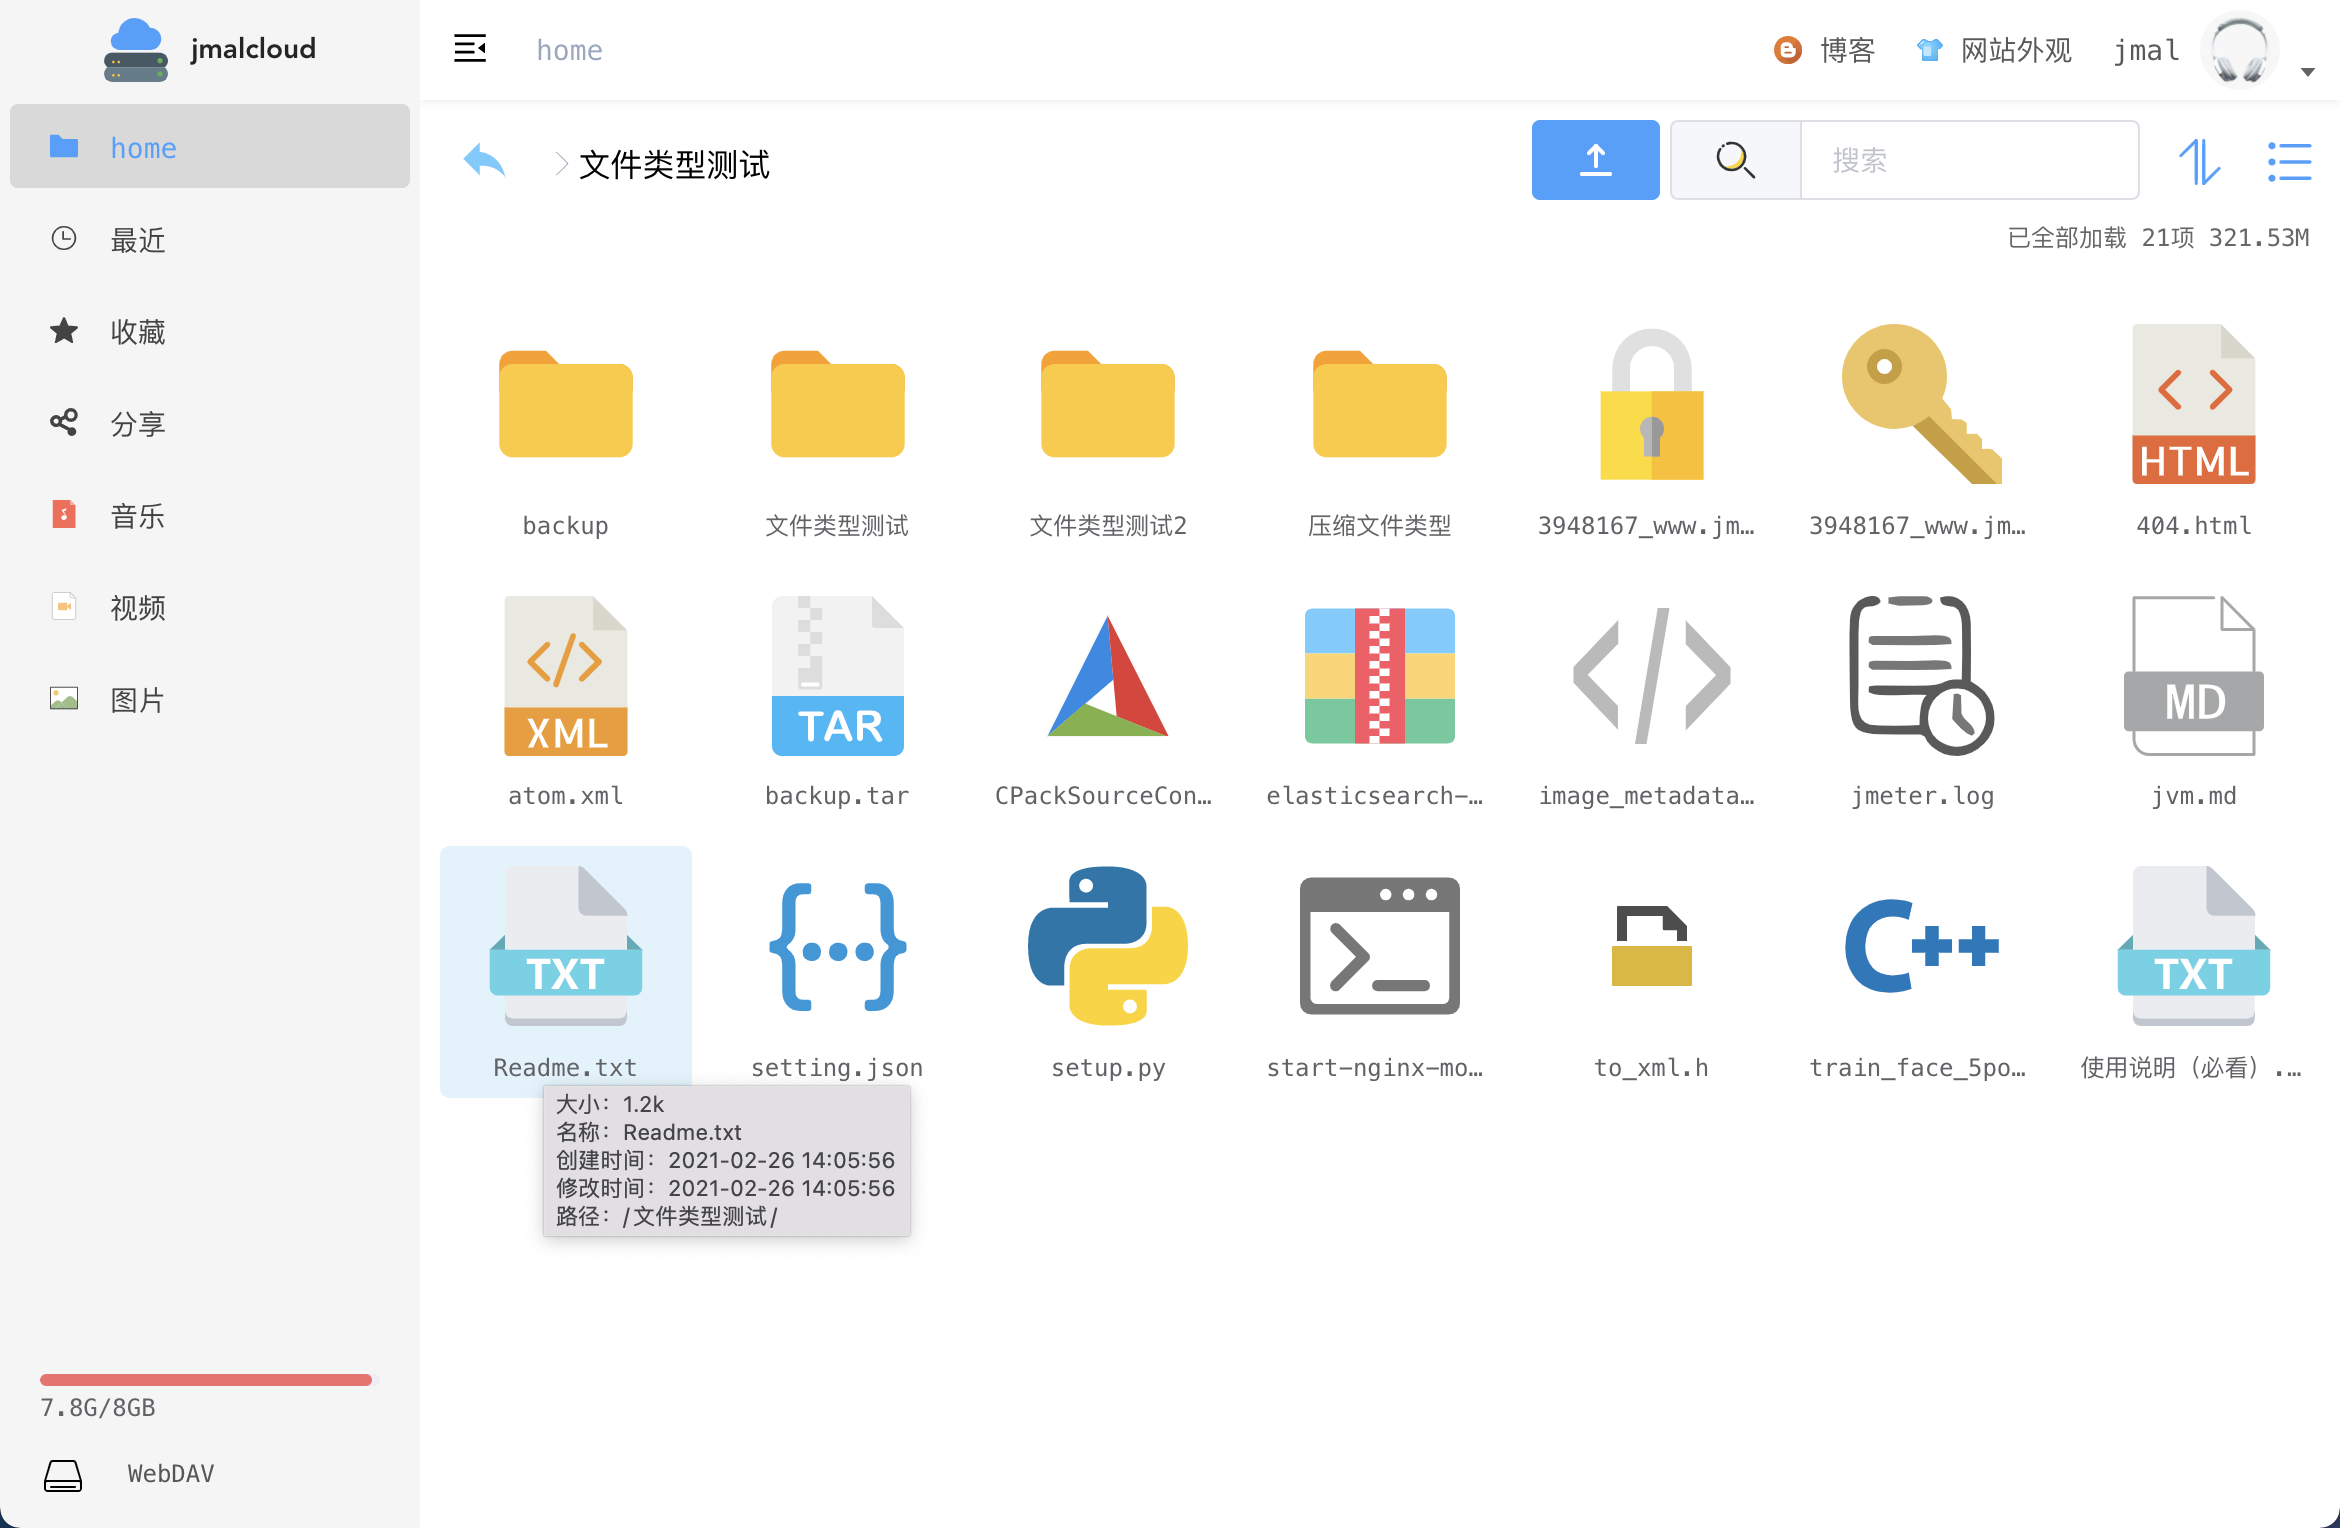 jmalcloud
home
博客
网站外观
jmal
home
最近
收藏
分享
音乐
视频
图片
7.8G/8GB
WebDAV
文件类型测试
搜索
已全部加载 21项 321.53M
HTML
backup
文件类型测试
文件类型测试2
压缩文件类型
3948167_www.jm…
3948167_www.jm…
404.html
XML
TAR
MD
atom.xml
backup.tar
CPackSourceCon…
elasticsearch-…
image_metadata…
jmeter.log
jvm.md
TXT
C++
TXT
Readme.txt
setting.json
setup.py
start-nginx-mo…
to_xml.h
train_face_5po…
使用说明（必看）.…
大小：1.2k
名称：Readme.txt
创建时间：2021-02-26 14:05:56
修改时间：2021-02-26 14:05:56
路径：/文件类型测试/